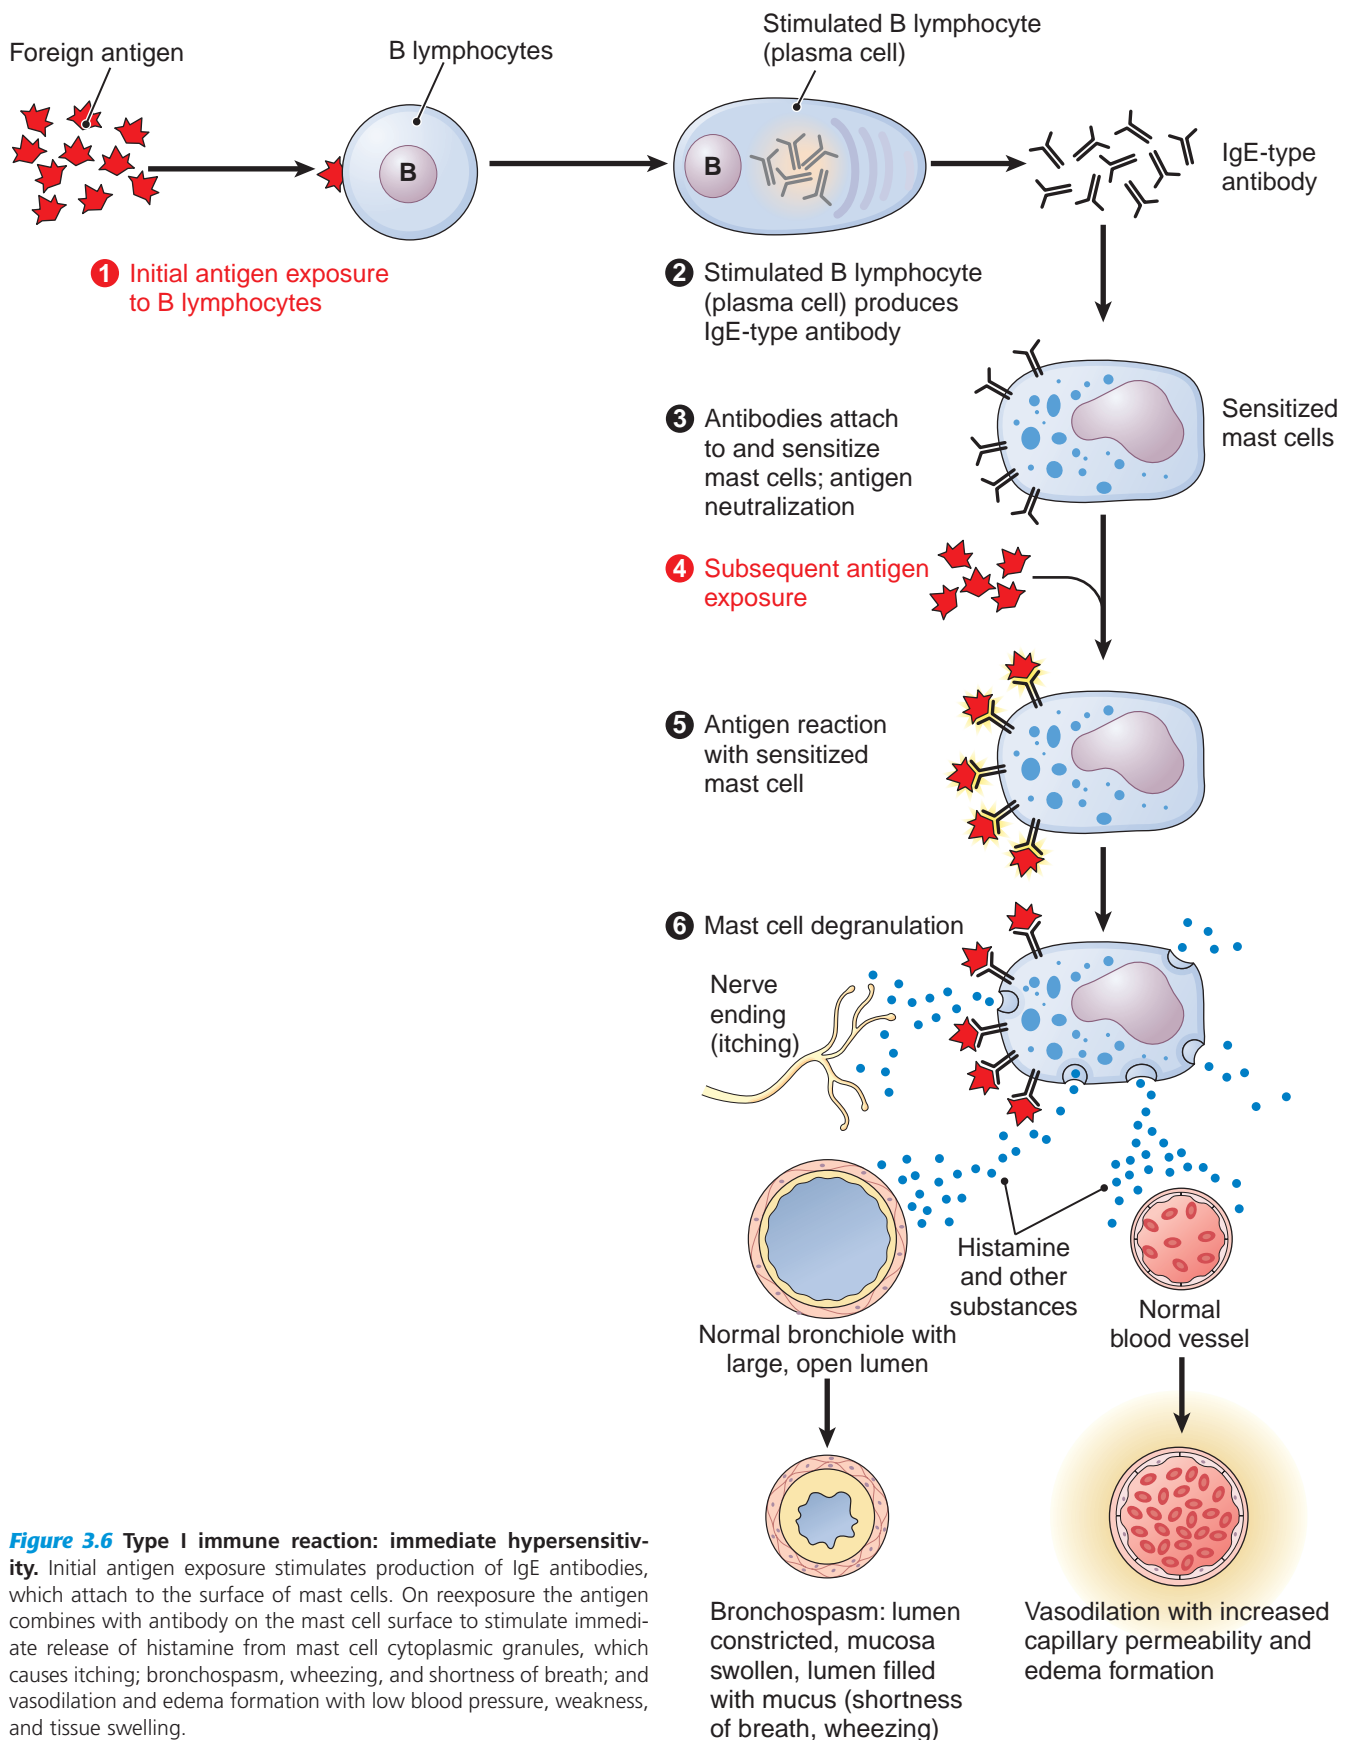 Foreign antigen
B lymphocytes
Stimulated B lymphocyte
(plasma cell)
B
B
IgE-type
antibody
1 Initial antigen exposure
to B lymphocytes
2 Stimulated B lymphocyte
(plasma cell) produces
IgE-type antibody
3 Antibodies attach
to and sensitize
mast cells; antigen
neutralization
Sensitized
mast cells
4 Subsequent antigen
exposure
5 Antigen reaction
with sensitized
mast cell
6 Mast cell degranulation
Nerve
ending
(itching)
Histamine
and other
substances
Normal bronchiole with
large, open lumen
Normal
blood vessel
Bronchospasm: lumen
constricted, mucosa
swollen, lumen filled
with mucus (shortness
of breath, wheezing)
Vasodilation with increased
capillary permeability and
edema formation
Figure 3.6 Type I immune reaction: immediate hypersensitiv-
ity. Initial antigen exposure stimulates production of IgE antibodies,
which attach to the surface of mast cells. On reexposure the antigen
combines with antibody on the mast cell surface to stimulate immedi-
ate release of histamine from mast cell cytoplasmic granules, which
causes itching; bronchospasm, wheezing, and shortness of breath; and
vasodilation and edema formation with low blood pressure, weakness,
and tissue swelling.